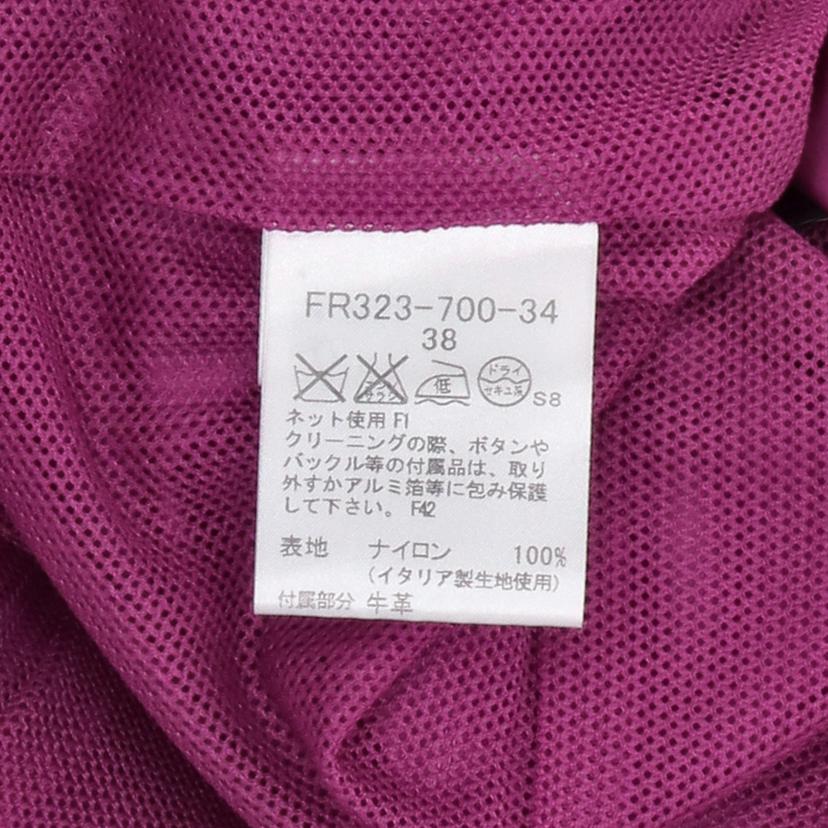 FR323-700-34
38
低 ドライ セキユ系 S8
ネット使用 F1
クリーニングの際、ボタンや
バックル等の付属品は、取り
外すかアルミ箔等に包み保護
して下さい。 F42
表地 ナイロン 100%
(イタリア製生地使用)
付属部分 牛革